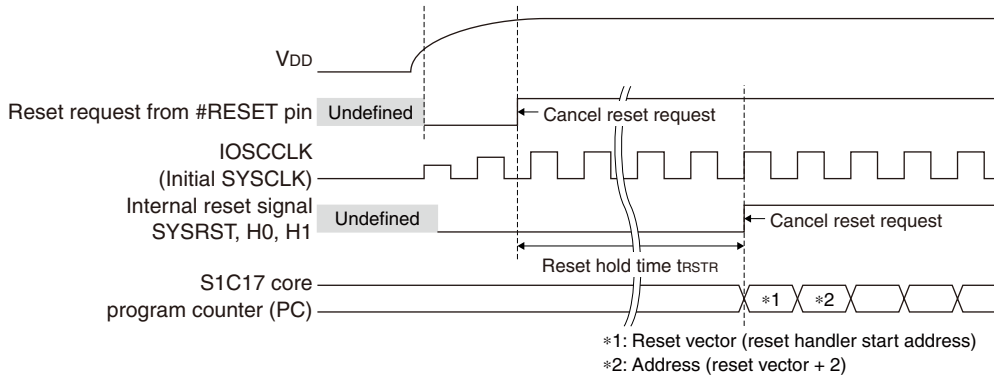 VDD
Reset request from #RESET pin
Undefined
Cancel reset request
IOSCCLK
(Initial SYSCLK)
Internal reset signal
SYSRST, H0, H1
Undefined
Cancel reset request
Reset hold time tRSTR
S1C17 core
program counter (PC)
*1
*2
*1: Reset vector (reset handler start address)
*2: Address (reset vector + 2)